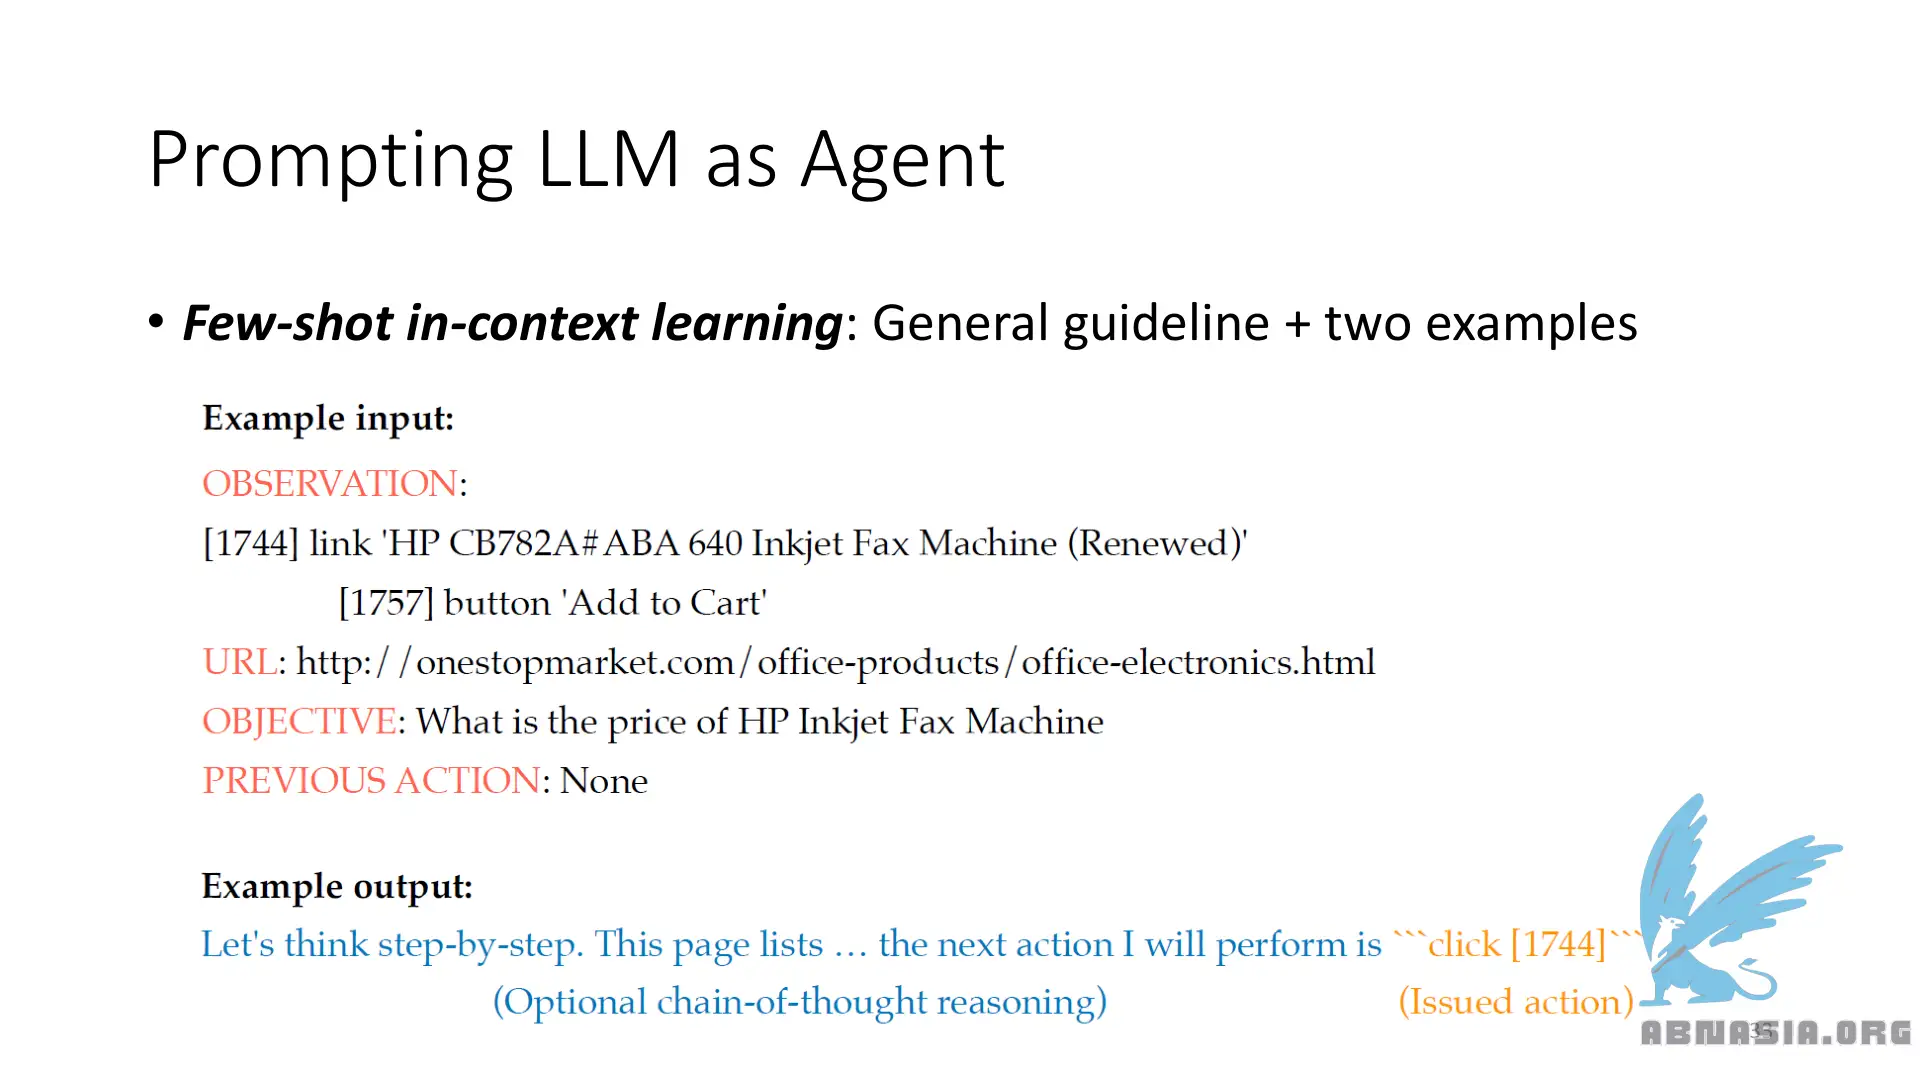 Prompting LLM as Agent
• Few-shot in-context learning: General guideline + two examples
Example input:
OBSERVATION:
[1744] link 'HP CB782A#ABA 640 Inkjet Fax Machine (Renewed)'
[1757] button 'Add to Cart'
URL: http://onestopmarket.com/office-products/office-electronics.html
OBJECTIVE: What is the price of HP Inkjet Fax Machine
PREVIOUS ACTION: None
Example output:
Let's think step-by-step. This page lists … the next action I will perform is ```click [1744]```
(Optional chain-of-thought reasoning) (Issued action)
ABNASIA.ORG